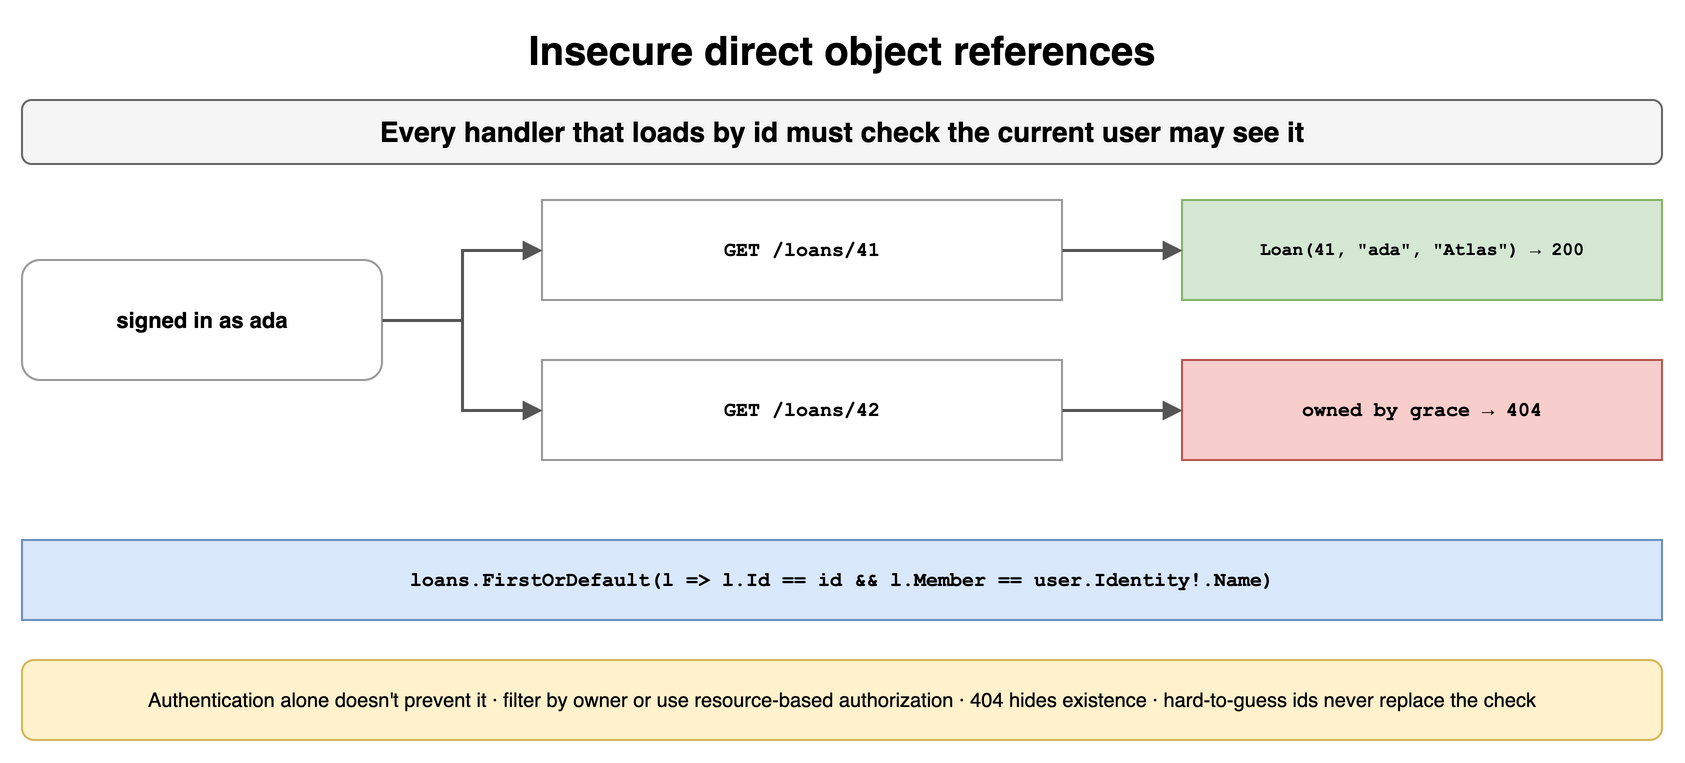 Insecure direct object references
Every handler that loads by id must check the current user may see it
GET /loans/41
Loan(41, "ada", "Atlas") → 200
signed in as ada
GET /loans/42
owned by grace → 404
loans.FirstOrDefault(l => l.Id == id && l.Member == user.Identity!.Name)
Authentication alone doesn't prevent it · filter by owner or use resource-based authorization · 404 hides existence · hard-to-guess ids never replace the check